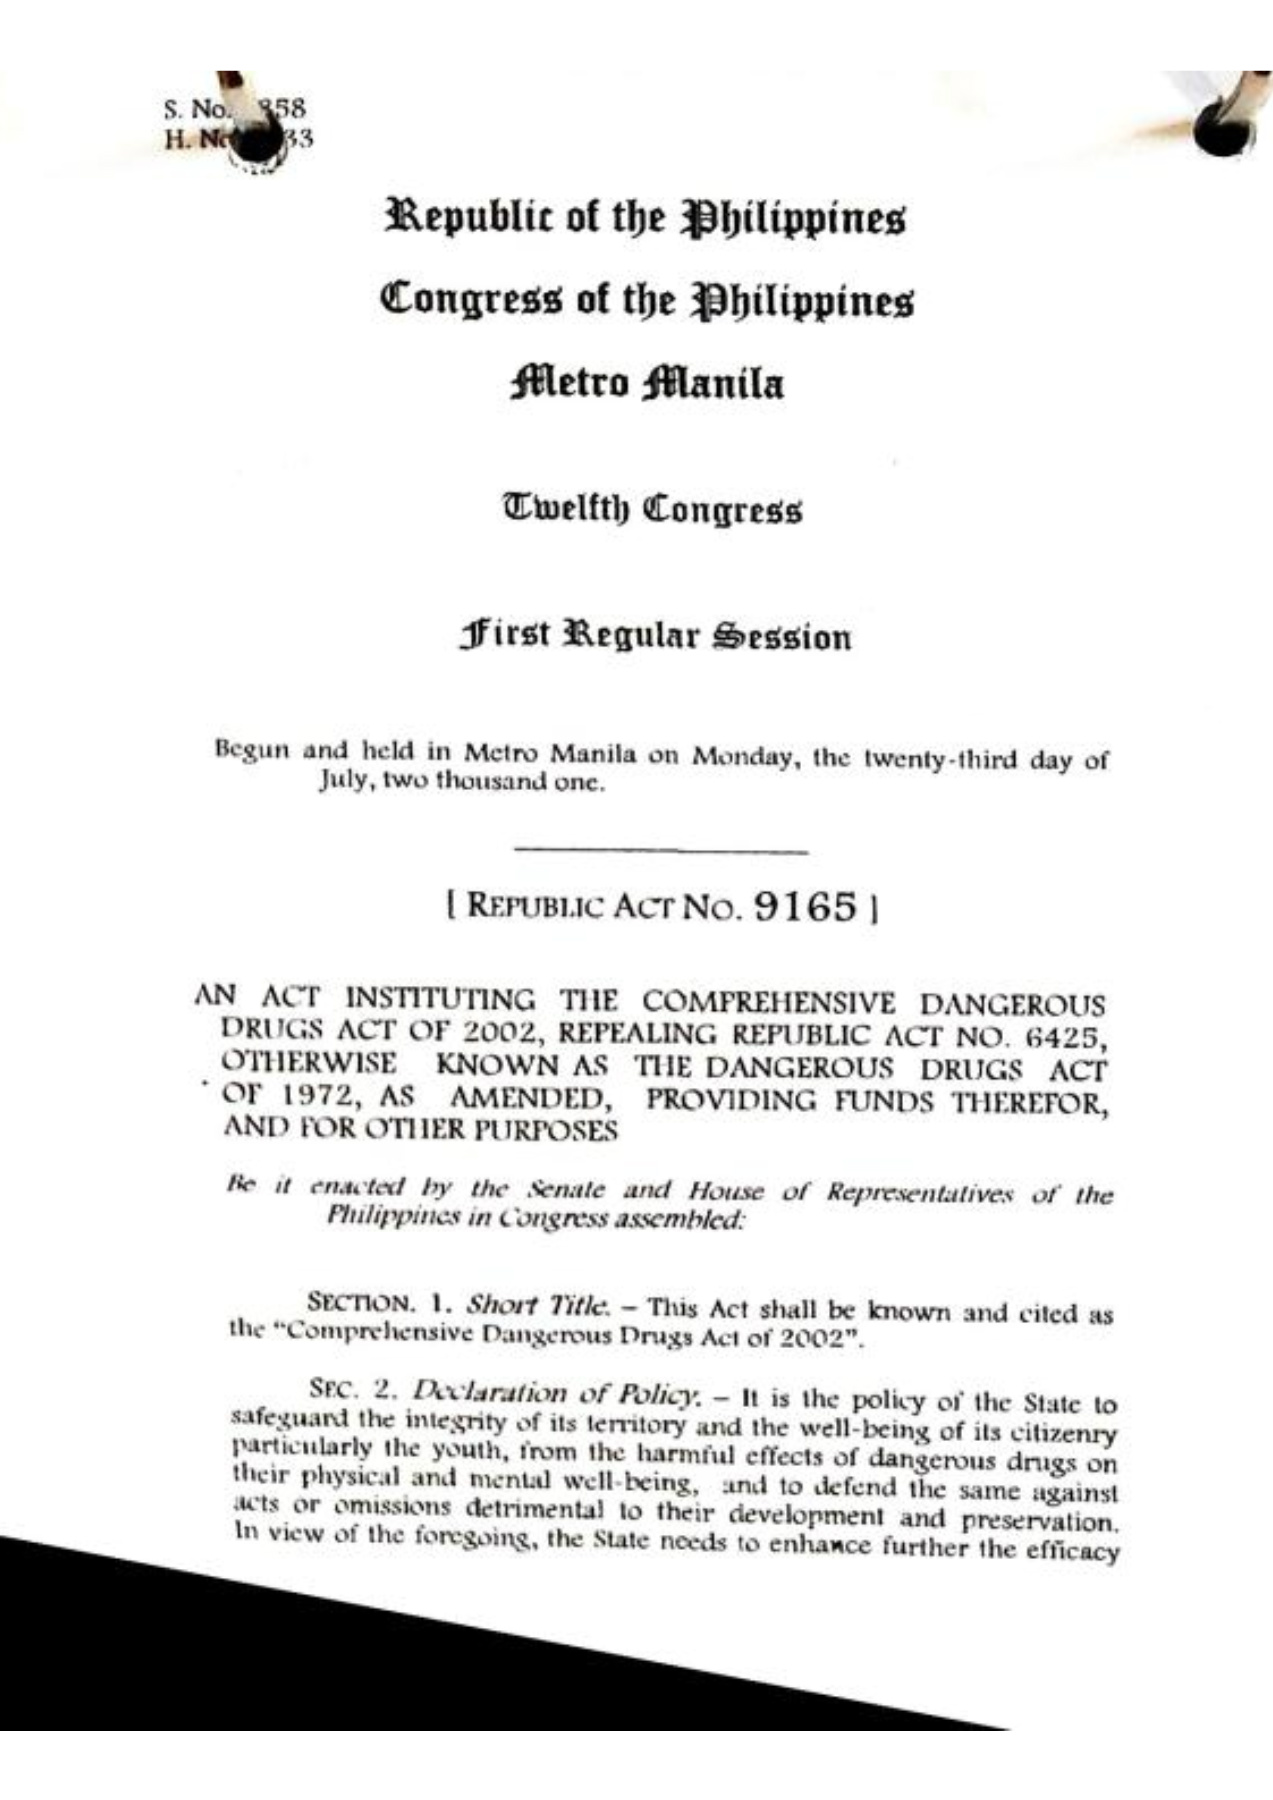 S. No. 858
H. No. 33
Republic of the Philippines
Congress of the Philippines
Metro Manila
Twelfth Congress
First Regular Session
Begun and held in Metro Manila on Monday, the twenty-third day of
July, two thousand one.
[ REPUBLIC ACT NO. 9165 ]
AN ACT INSTITUTING THE COMPREHENSIVE DANGEROUS
DRUGS ACT OF 2002, REPEALING REPUBLIC ACT NO. 6425,
OTHERWISE KNOWN AS THE DANGEROUS DRUGS ACT
OF 1972, AS AMENDED, PROVIDING FUNDS THEREFOR,
AND FOR OTHER PURPOSES
Be it enacted by the Senate and House of Representatives of the
Philippines in Congress assembled:
SECTION. 1. Short Title. – This Act shall be known and cited as
the “Comprehensive Dangerous Drugs Act of 2002”.
SEC. 2. Declaration of Policy. – It is the policy of the State to
safeguard the integrity of its territory and the well-being of its citizenry
particularly the youth, from the harmful effects of dangerous drugs on
their physical and mental well-being, and to defend the same against
acts or omissions detrimental to their development and preservation.
In view of the foregoing, the State needs to enhance further the efficacy